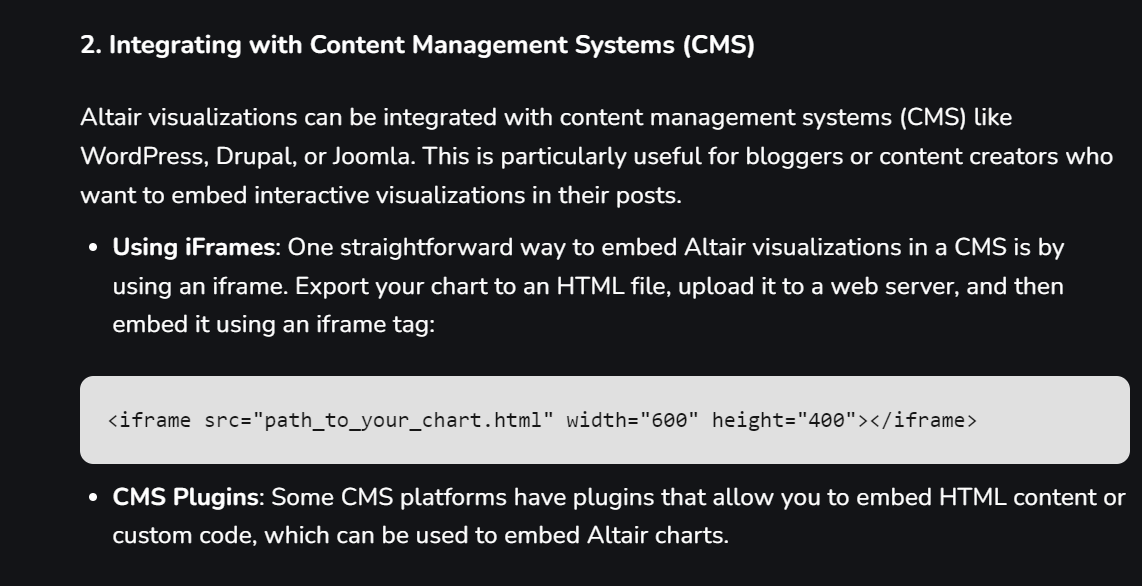 2. Integrating with Content Management Systems (CMS)
Altair visualizations can be integrated with content management systems (CMS) like
WordPress, Drupal, or Joomla. This is particularly useful for bloggers or content creators who
want to embed interactive visualizations in their posts.
• Using iFrames: One straightforward way to embed Altair visualizations in a CMS is by
using an iframe. Export your chart to an HTML file, upload it to a web server, and then
embed it using an iframe tag:
<iframe src="path_to_your_chart.html" width="600" height="400"></iframe>
• CMS Plugins: Some CMS platforms have plugins that allow you to embed HTML content or
custom code, which can be used to embed Altair charts.